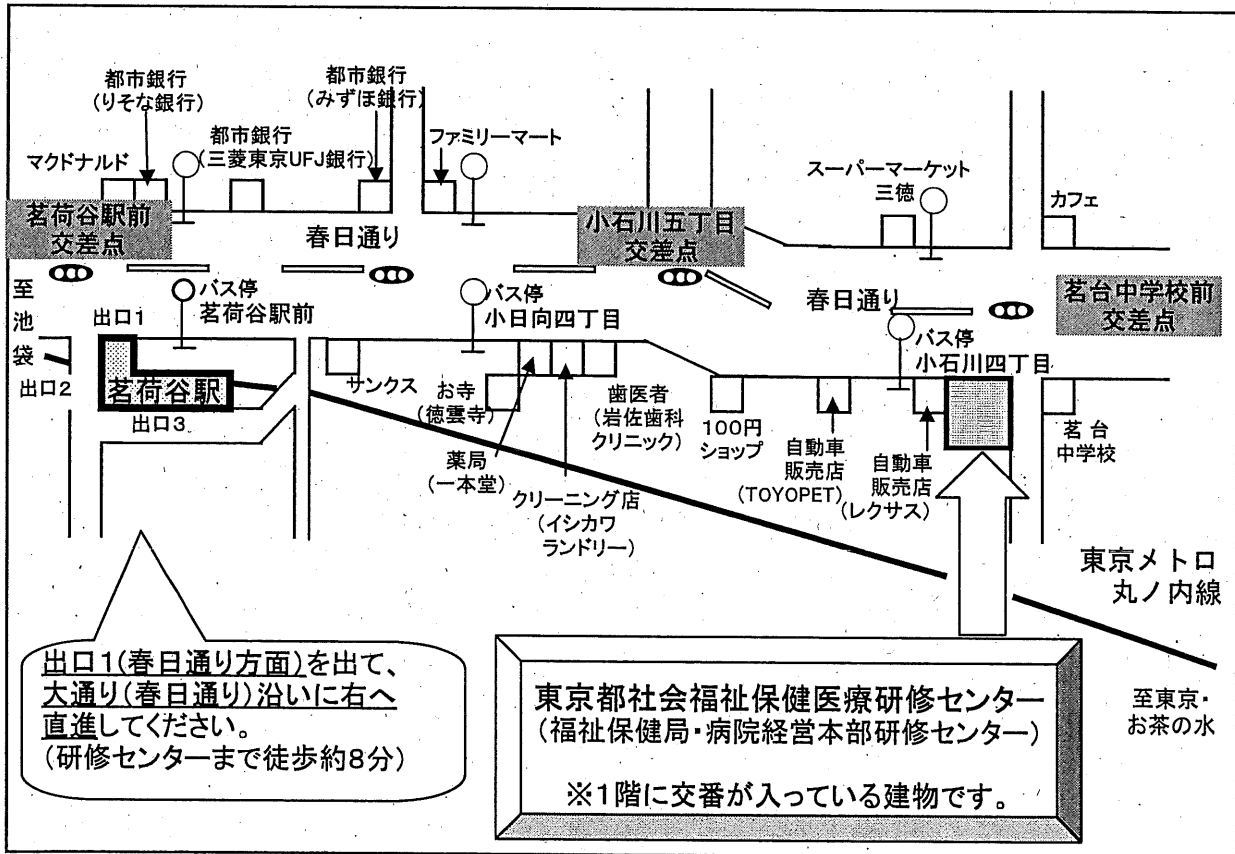 都市銀行
(りそな銀行)
都市銀行
(みずほ銀行)
マクドナルド
都市銀行
(三菱東京UFJ銀行)
ファミリーマート
スーパーマーケット
三徳
カフェ
茗荷谷駅前
交差点
春日通り
小石川五丁目
交差点
春日通り
茗台中学校前
交差点
至
池
袋
バス停
茗荷谷駅前
バス停
小日向四丁目
バス停
小石川四丁目
出口1
出口2
茗荷谷駅
出口3
サンクス
お寺
(徳雲寺)
薬局
(一本堂)
クリーニング店
(イシカワ
ランドリー)
歯医者
(岩佐歯科
クリニック)
100円
ショップ
自動車
販売店
(TOYOPET)
自動車
販売店
(レクサス)
茗台
中学校
東京メトロ
丸ノ内線
至東京・
お茶の水
出口1(春日通り方面)を出て、
大通り(春日通り)沿いに右へ
直進してください。
(研修センターまで徒歩約8分)
東京都社会福祉保健医療研修センター
(福祉保健局・病院経営本部研修センター)
※1階に交番が入っている建物です。